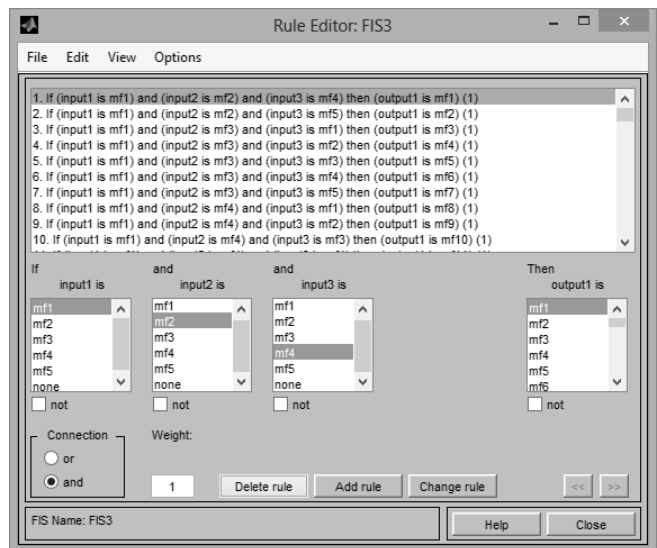 Rule Editor: FIS3
File Edit View Options
1. If (input1 is mf1) and (input2 is mf2) and (input3 is mf4) then (output1 is mf1) (1)
2. If (input1 is mf1) and (input2 is mf2) and (input3 is mf5) then (output1 is mf2) (1)
3. If (input1 is mf1) and (input2 is mf3) and (input3 is mf1) then (output1 is mf3) (1)
4. If (input1 is mf1) and (input2 is mf3) and (input3 is mf2) then (output1 is mf4) (1)
5. If (input1 is mf1) and (input2 is mf3) and (input3 is mf3) then (output1 is mf5) (1)
6. If (input1 is mf1) and (input2 is mf3) and (input3 is mf4) then (output1 is mf6) (1)
7. If (input1 is mf1) and (input2 is mf3) and (input3 is mf5) then (output1 is mf7) (1)
8. If (input1 is mf1) and (input2 is mf4) and (input3 is mf1) then (output1 is mf8) (1)
9. If (input1 is mf1) and (input2 is mf4) and (input3 is mf2) then (output1 is mf9) (1)
10. If (input1 is mf1) and (input2 is mf4) and (input3 is mf3) then (output1 is mf10) (1)
If and and Then
input1 is input2 is input3 is output1 is
mf1 mf1 mf1 mf1
mf2 mf2 mf2 mf2
mf3 mf3 mf3 mf3
mf4 mf4 mf4 mf4
mf5 mf5 mf5 mf5
none none none mf6
not not not not
Connection Weight:
or
and 1 Delete rule Add rule Change rule << >>
FIS Name: FIS3 Help Close